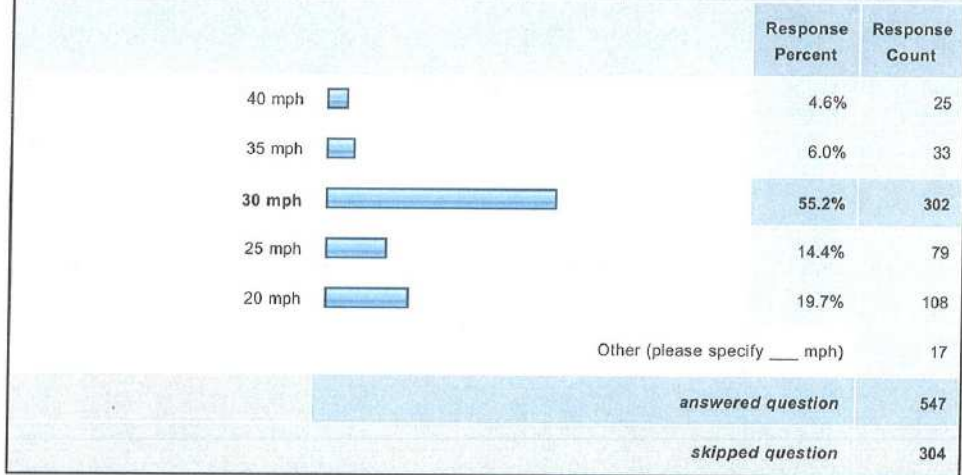 Response Percent Response Count
40 mph 4.6% 25
35 mph 6.0% 33
30 mph 55.2% 302
25 mph 14.4% 79
20 mph 19.7% 108
Other (please specify ___ mph) 17
answered question 547
skipped question 304